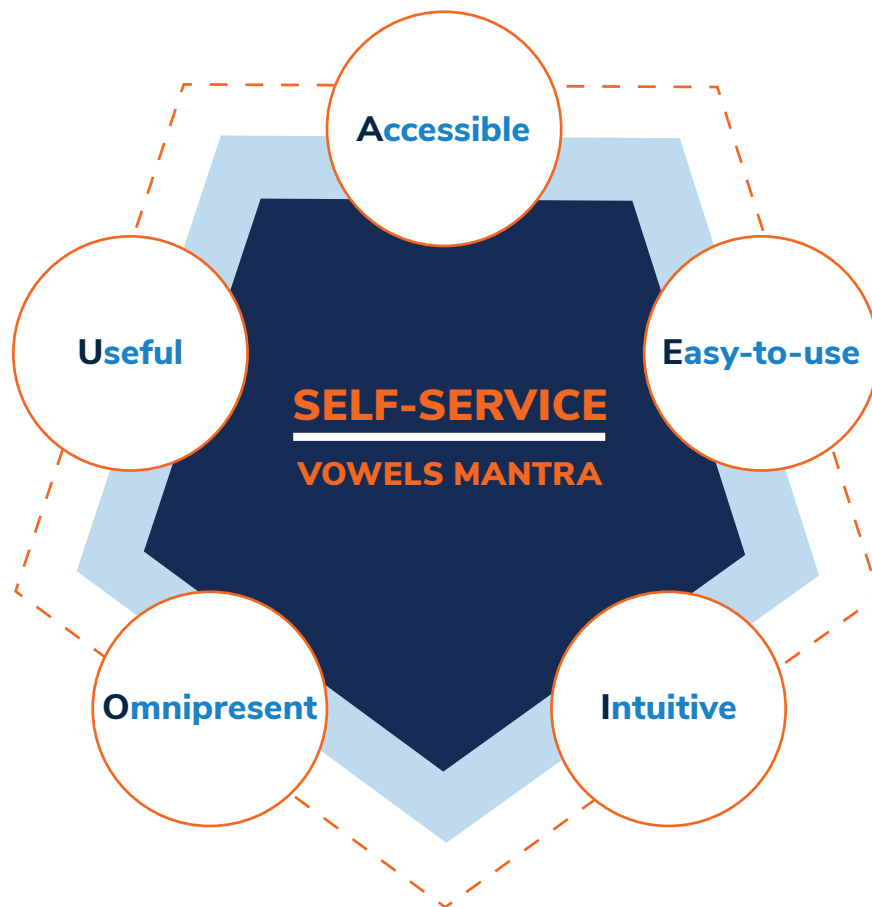 Accessible
Useful
Easy-to-use
SELF-SERVICE
VOWELS MANTRA
Omnipresent
Intuitive